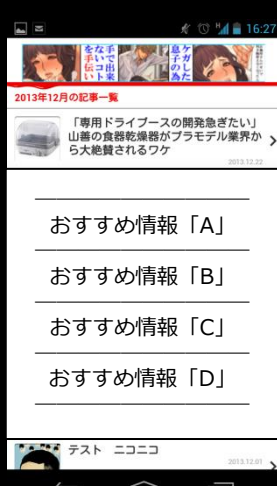 16:27
ケガした
息子の為
手で出来
ないコト
を手伝い
2013年12月の記事一覧
「専用ドライブースの開発急ぎたい」
山善の食器乾燥器がプラモデル業界か
ら大絶賛されるワケ
2013.12.22
おすすめ情報「A」
おすすめ情報「B」
おすすめ情報「C」
おすすめ情報「D」
テスト ニコニコ
2013.12.01